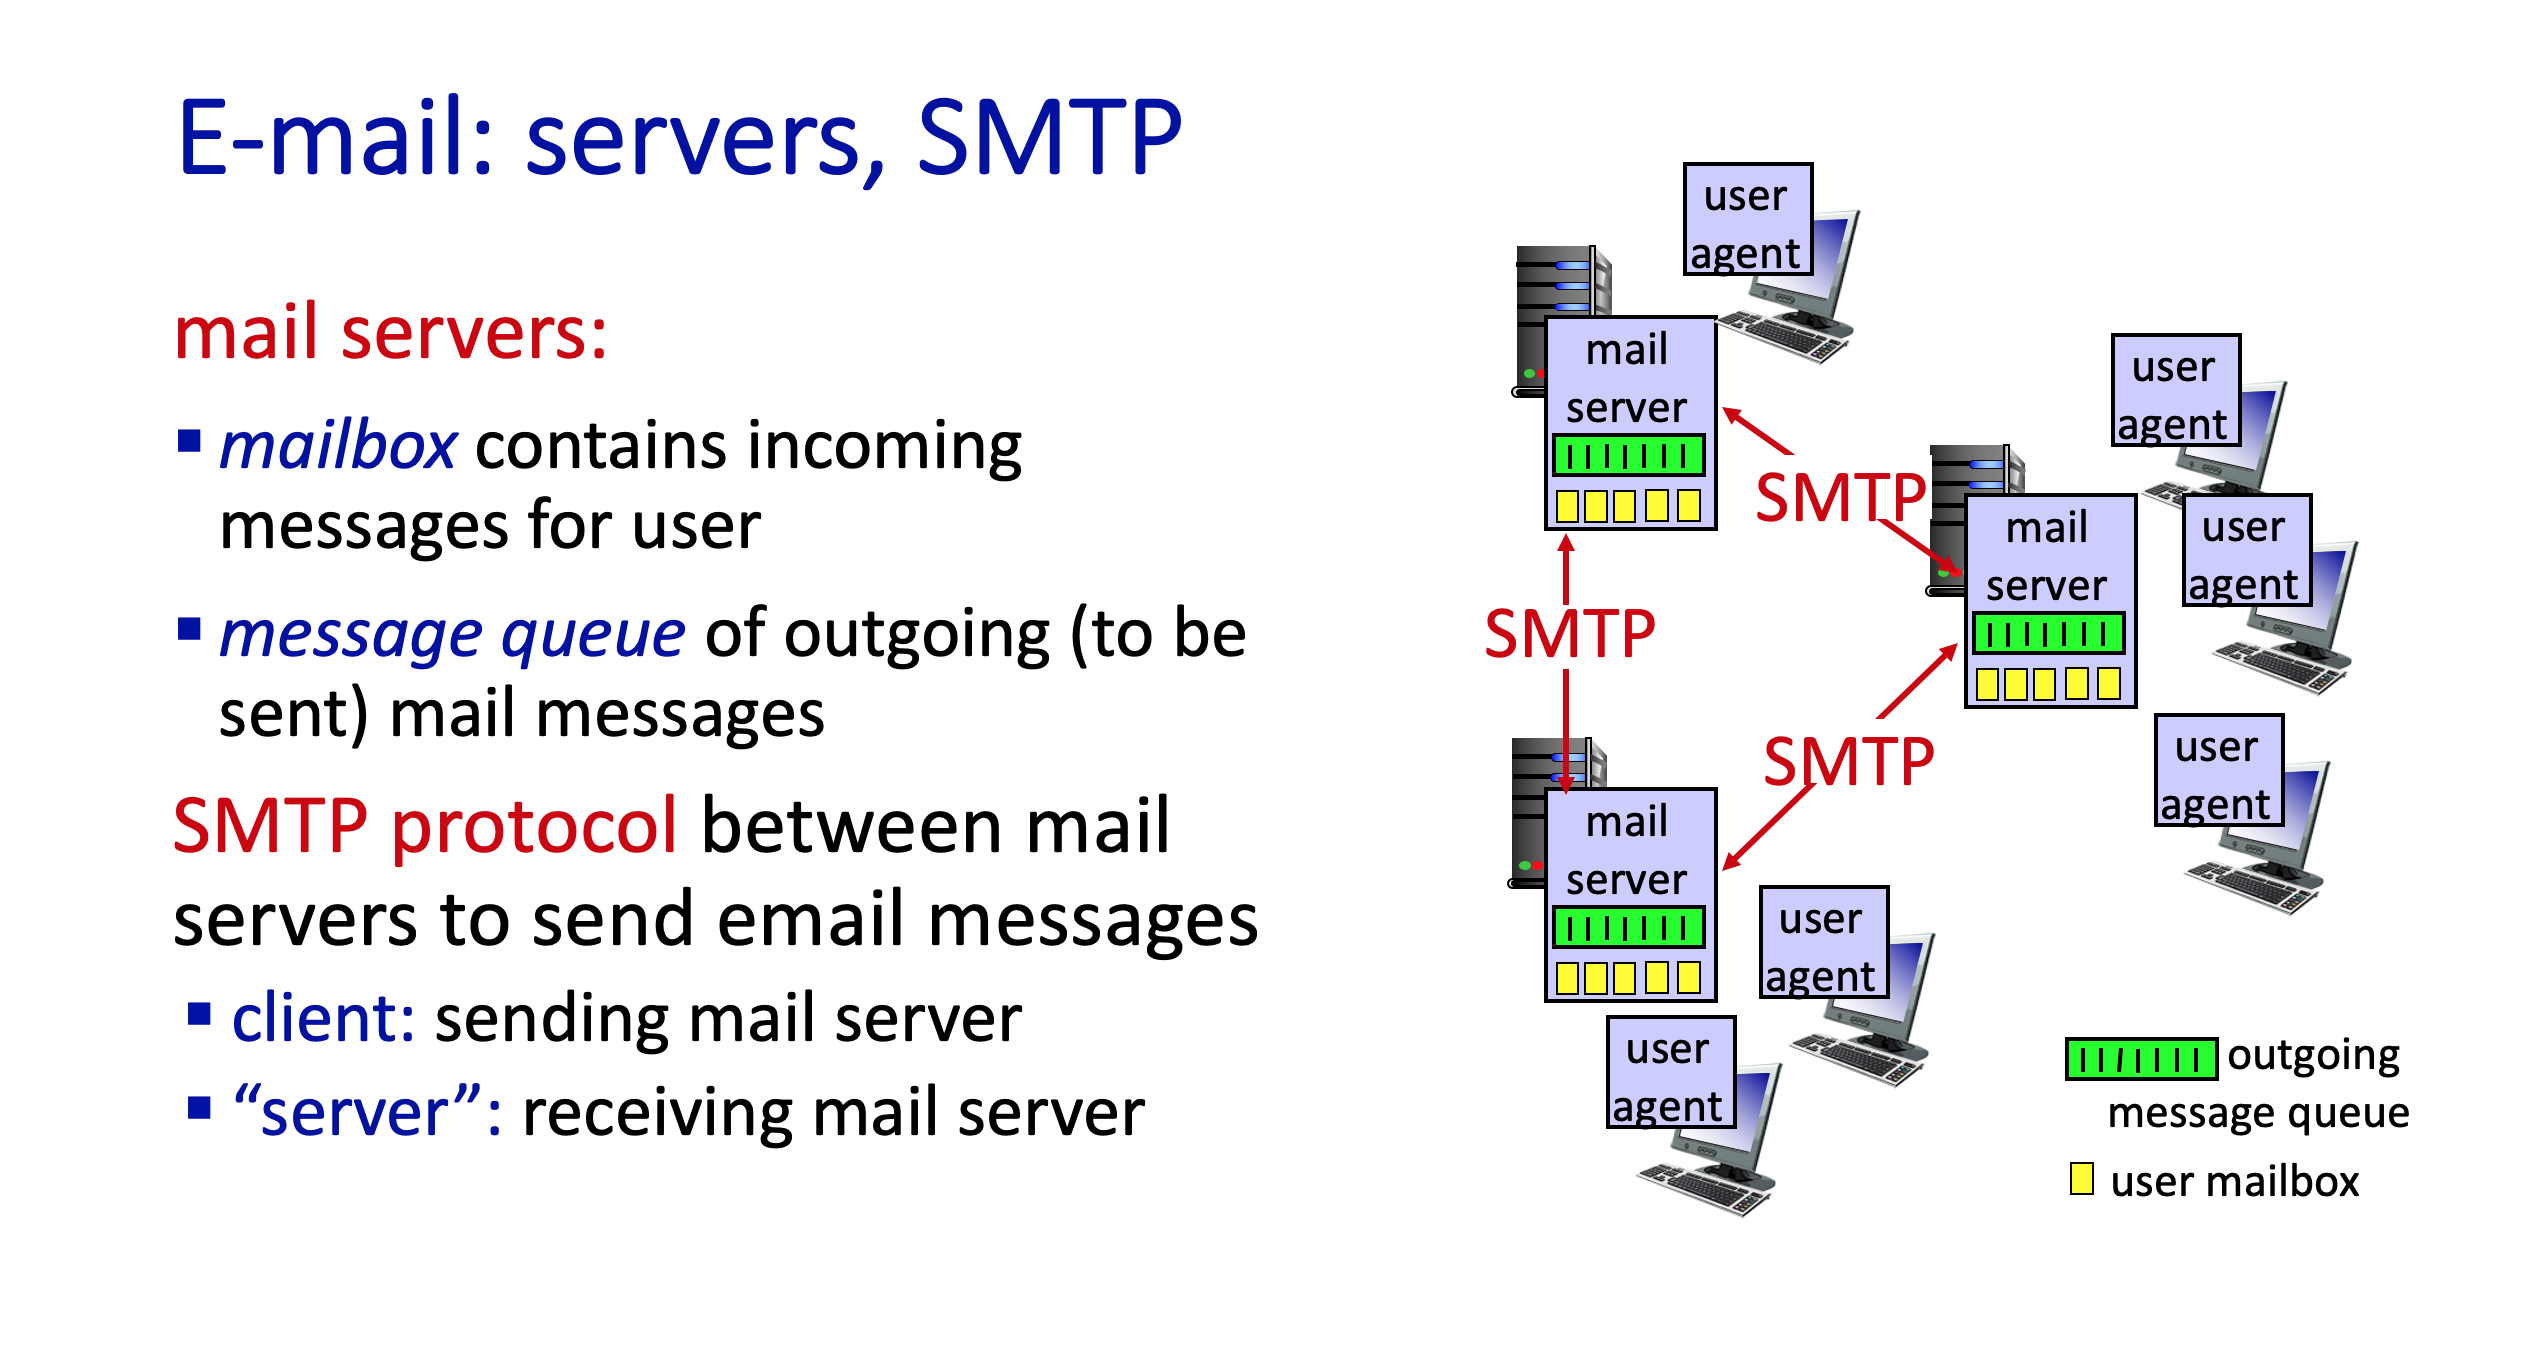 E-mail: servers, SMTP
mail servers:
▪ mailbox contains incoming
messages for user
▪ message queue of outgoing (to be
sent) mail messages
SMTP protocol between mail
servers to send email messages
▪ client: sending mail server
▪ “server”: receiving mail server
user
agent
mail
server
user
agent
SMTP
mail
server
user
agent
SMTP
SMTP
user
agent
mail
server
user
agent
user
agent
outgoing
message queue
user mailbox